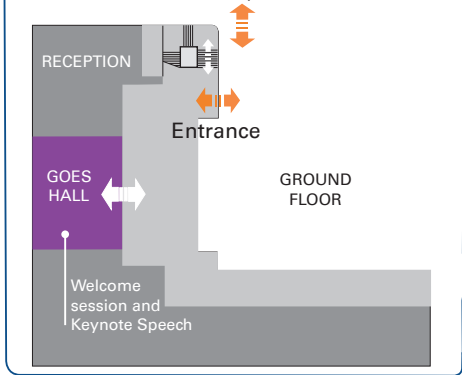 RECEPTION
Entrance
GOES
HALL
GROUND
FLOOR
Welcome
session and
Keynote Speech